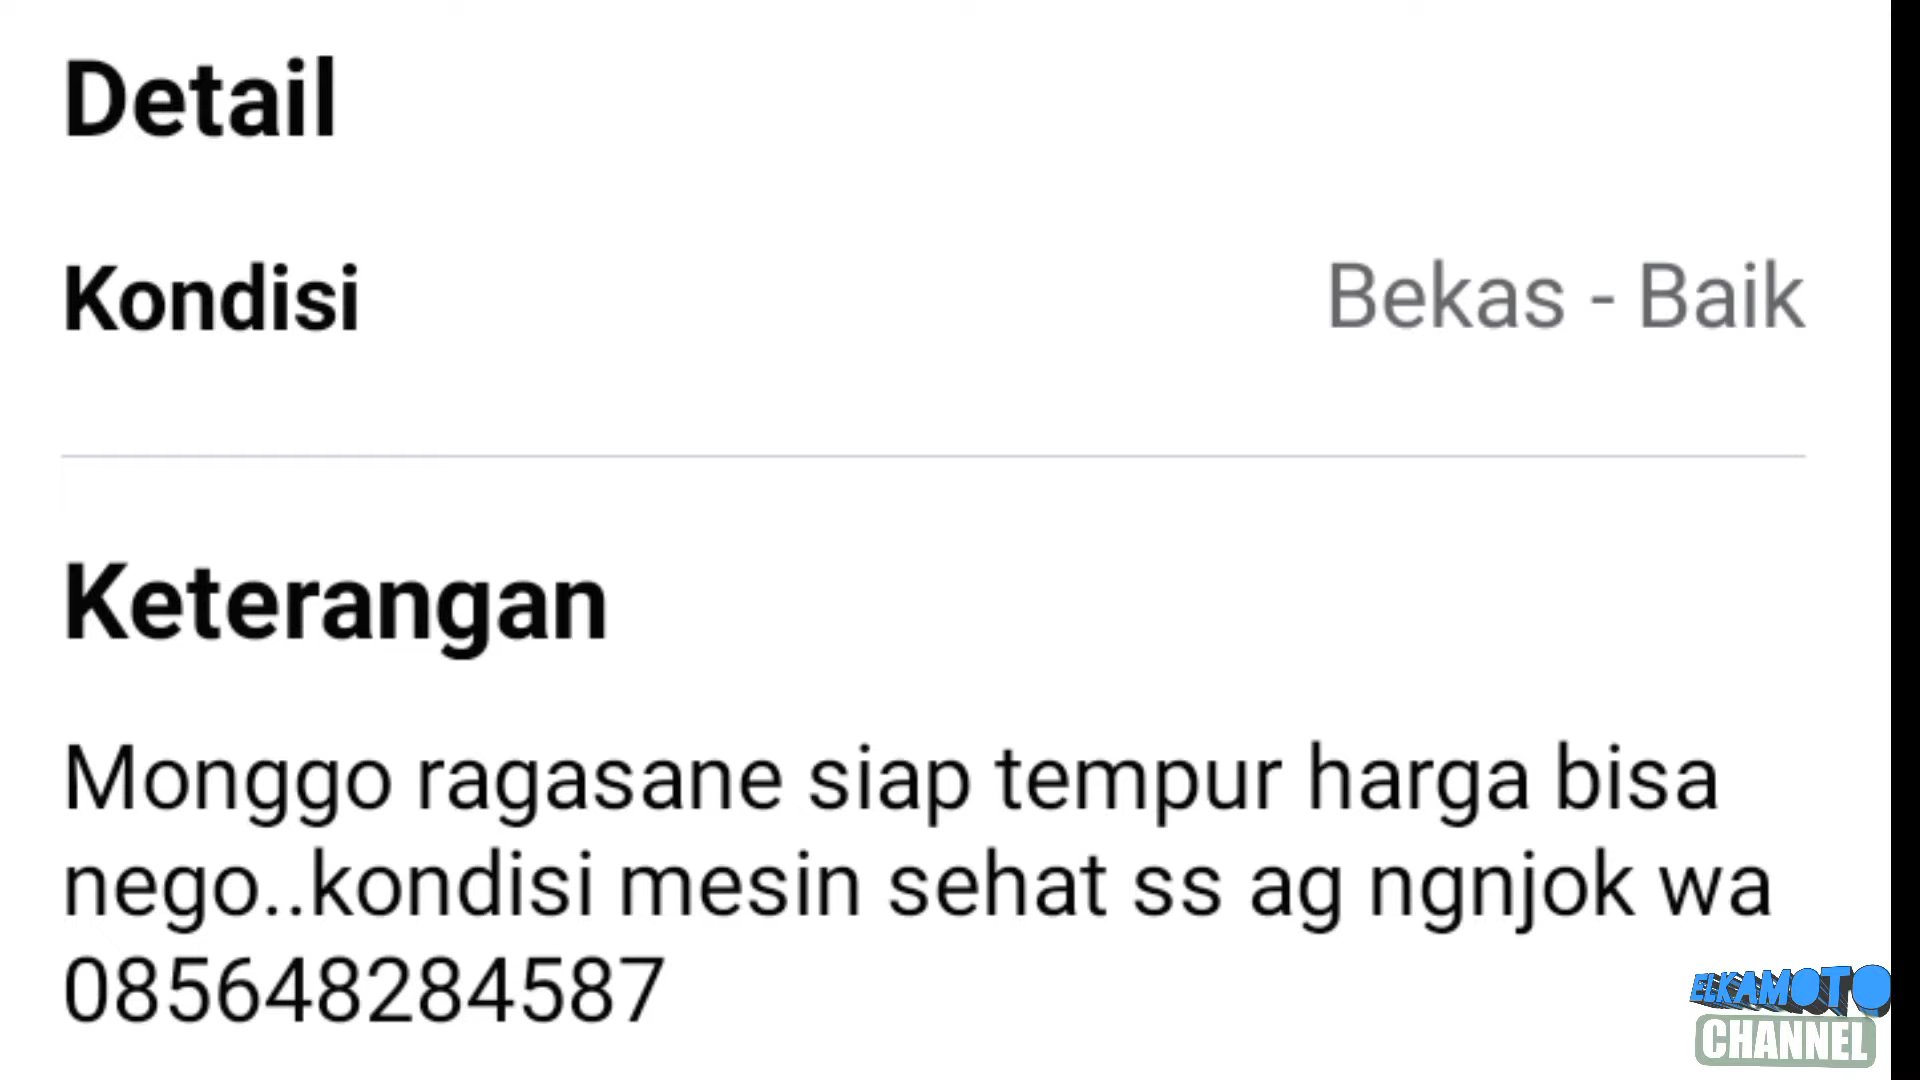 Detail
Kondisi Bekas - Baik
Keterangan
Monggo ragasane siap tempur harga bisa
nego..kondisi mesin sehat ss ag ngnjok wa
085648284587
ELKAMOTO
CHANNEL